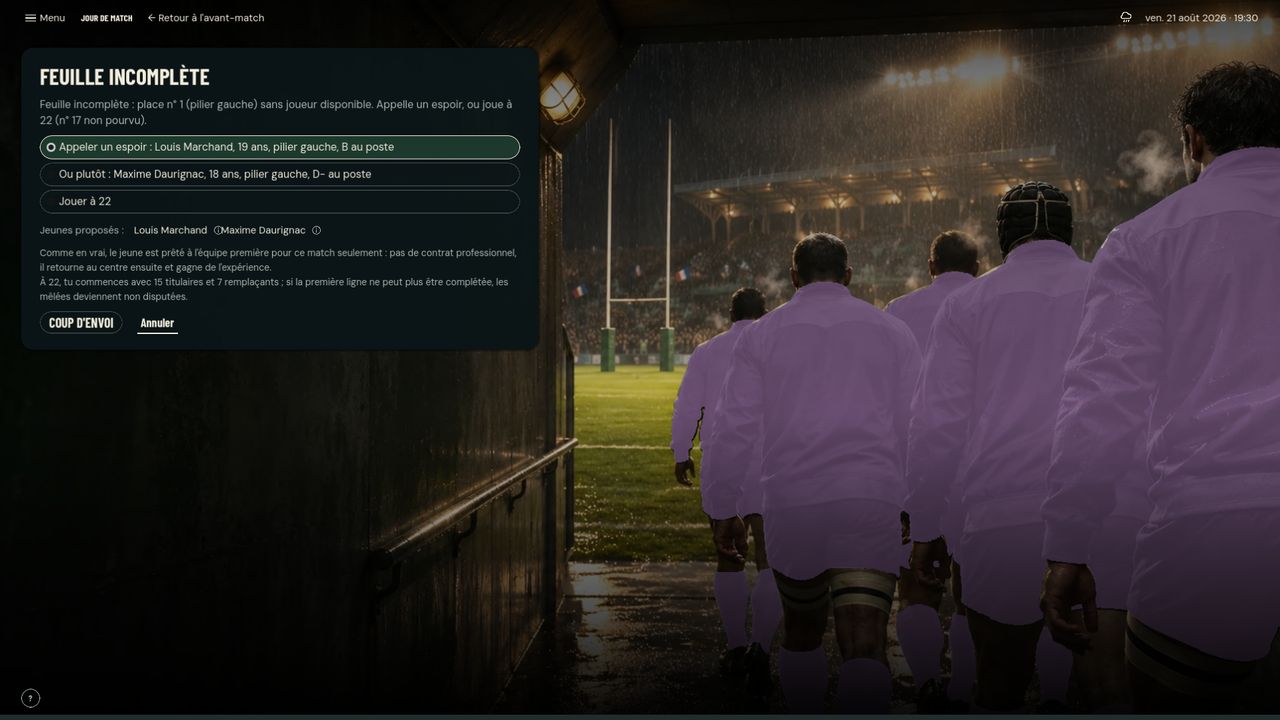 Menu
JOUR DE MATCH
← Retour à l'avant-match
ven. 21 août 2026 · 19:30
FEUILLE INCOMPLÈTE
Feuille incomplète : place n° 1 (pilier gauche) sans joueur disponible. Appelle un espoir, ou joue à
22 (n° 17 non pourvu).
Appeler un espoir : Louis Marchand, 19 ans, pilier gauche, B au poste
Ou plutôt : Maxime Daurignac, 18 ans, pilier gauche, D- au poste
Jouer à 22
Jeunes proposés : Louis Marchand ⓘ Maxime Daurignac ⓘ
Comme en vrai, le jeune est prêté à l'équipe première pour ce match seulement : pas de contrat professionnel,
il retourne au centre ensuite et gagne de l'expérience.
À 22, tu commences avec 15 titulaires et 7 remplaçants ; si la première ligne ne peut plus être complétée, les
mêlées deviennent non disputées.
COUP D'ENVOI
Annuler
?